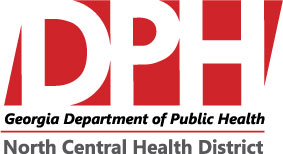 DPH
Georgia Department of Public Health
North Central Health District